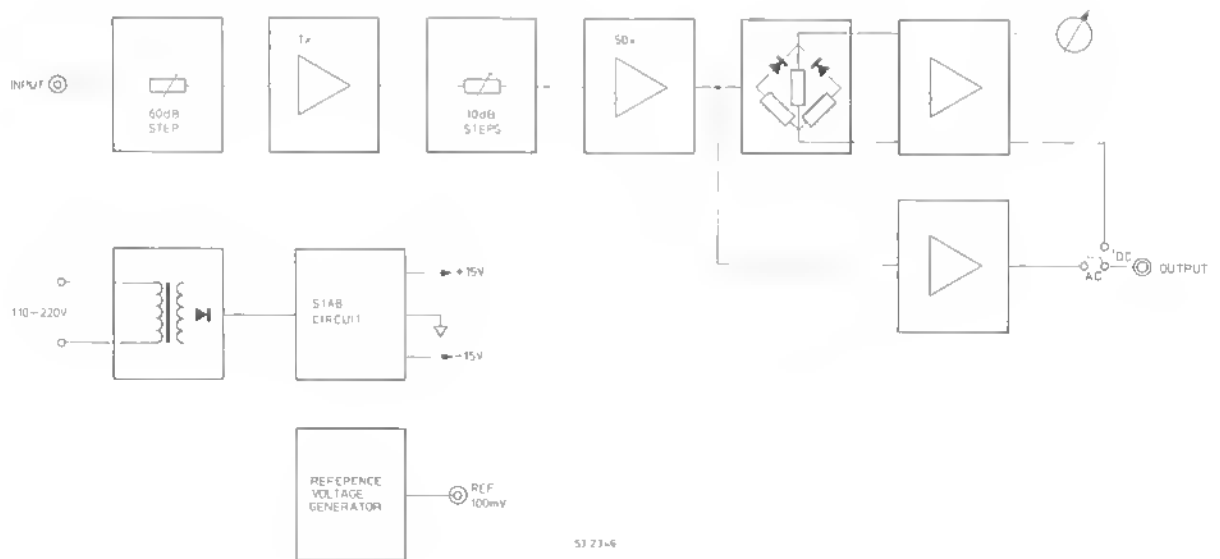 INPUT
60dB
STEP
1x
10dB
STEPS
50x
DC
AC
OUTPUT
110-220V
STAB
CIRCUIT
+15V
-15V
REFERENCE
VOLTAGE
GENERATOR
REF
100mV